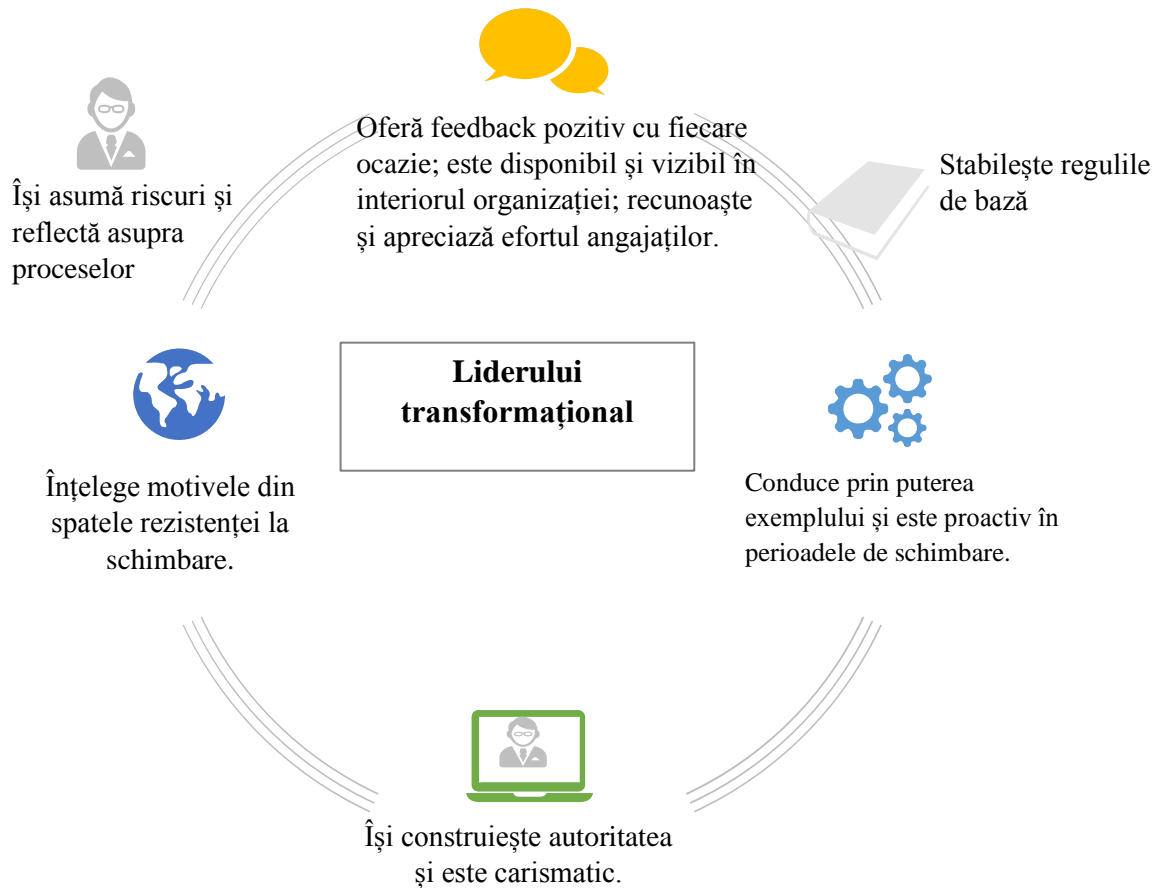 Oferă feedback pozitiv cu fiecare
ocazie; este disponibil și vizibil în
interiorul organizației; recunoaște
și apreciază efortul angajaților.
Stabilește regulile
de bază
Își asumă riscuri și
reflectă asupra
proceselor
Liderului
transformațional
Înțelege motivele din
spatele rezistenței la
schimbare.
Conduce prin puterea
exemplului și este proactiv în
perioadele de schimbare.
Își construiește autoritatea
și este carismatic.